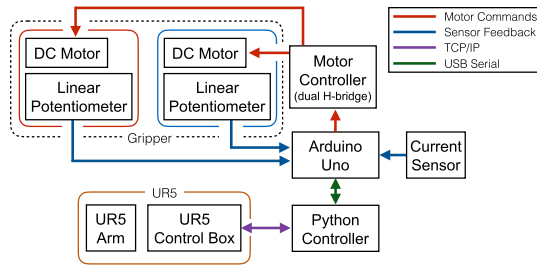 DC Motor
Linear
Potentiometer
DC Motor
Linear
Potentiometer
Gripper
Motor
Controller
(dual H-bridge)
Motor Commands
Sensor Feedback
TCP/IP
USB Serial
Arduino
Uno
Current
Sensor
UR5
UR5
Arm
UR5
Control Box
Python
Controller